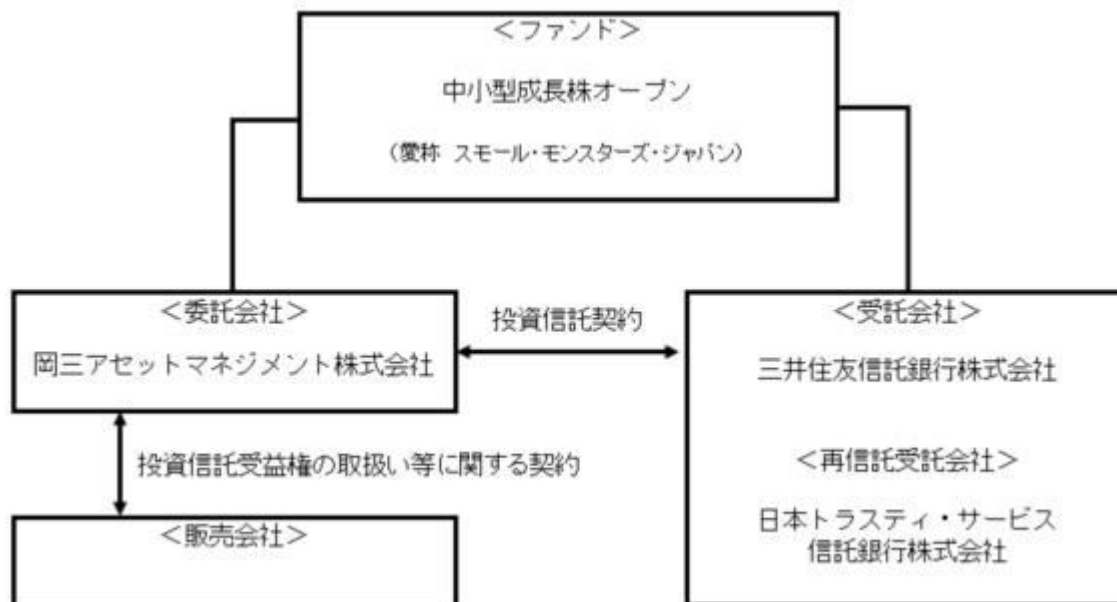 ＜ファンド＞
中小型成長株オープン
（愛称 スモール・モンスターズ・ジャパン）
＜委託会社＞
岡三アセットマネジメント株式会社
投資信託契約
＜受託会社＞
三井住友信託銀行株式会社
＜再信託受託会社＞
日本トラスティ・サービス
信託銀行株式会社
投資信託受益権の取扱い等に関する契約
＜販売会社＞